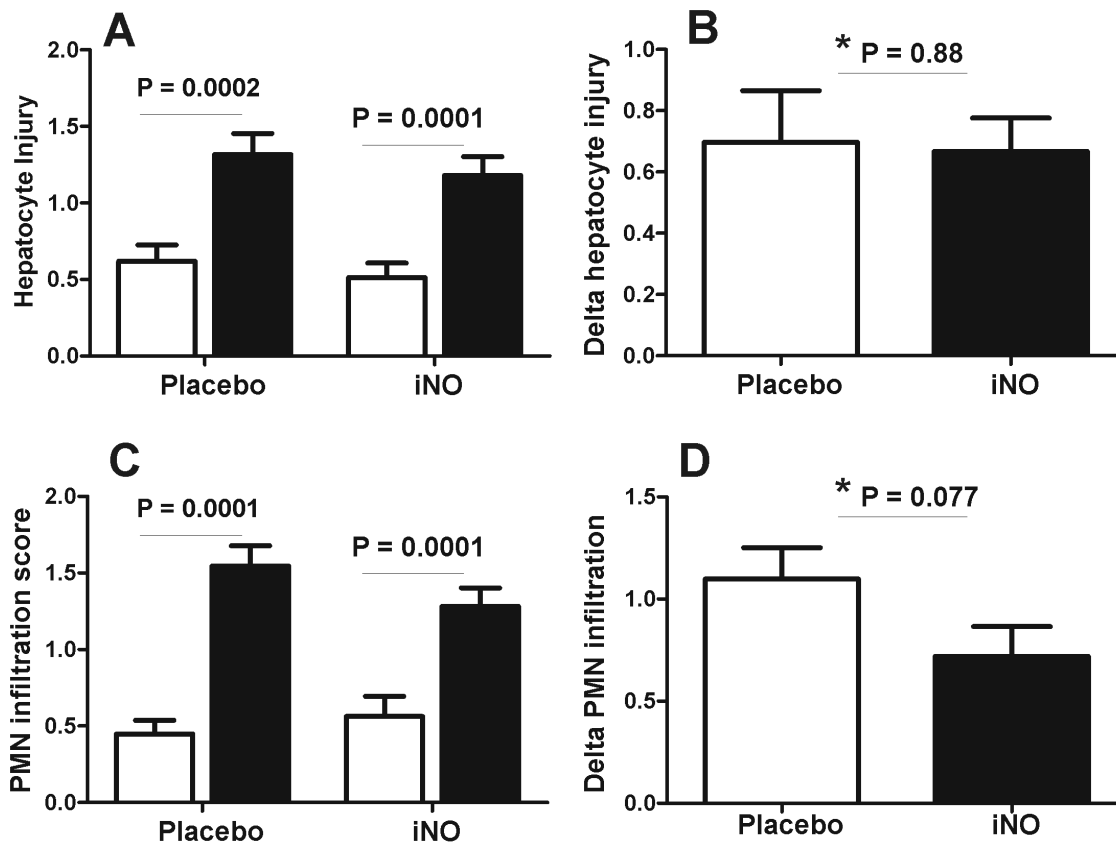 A
Hepatocyte Injury
2.0
1.5
1.0
0.5
0.0
P = 0.0002
P = 0.0001
Placebo
iNO
B
Delta hepatocyte injury
1.0
0.8
0.6
0.4
0.2
0.0
* P = 0.88
Placebo
iNO
C
PMN infiltration score
2.0
1.5
1.0
0.5
0.0
P = 0.0001
P = 0.0001
Placebo
iNO
D
Delta PMN infiltration
1.5
1.0
0.5
0.0
* P = 0.077
Placebo
iNO